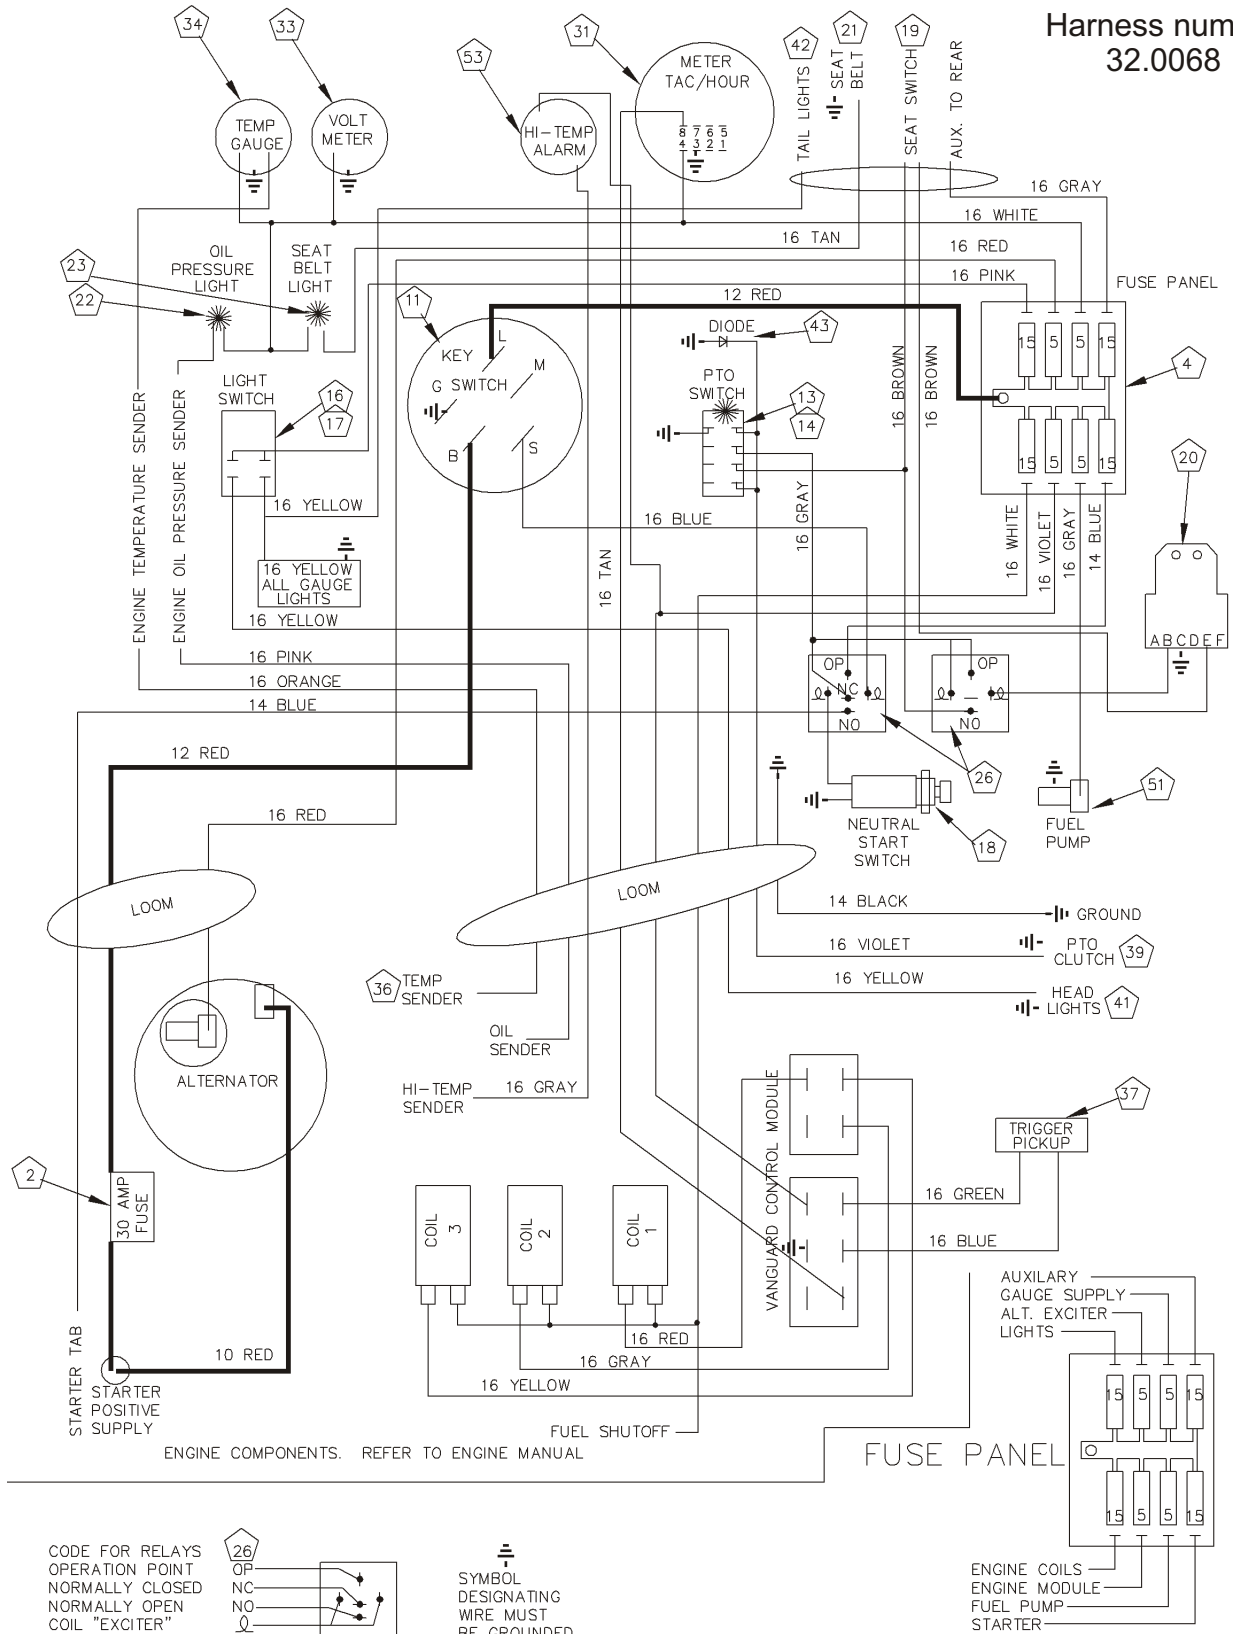 Harness num
32.0068
34
33
53
31
42
21
19
TEMP
GAUGE
VOLT
METER
HI-TEMP
ALARM
METER
TAC/HOUR
8 7 6 5
4 3 2 1
TAIL LIGHTS
SEAT
BELT
SEAT SWITCH
AUX. TO REAR
16 GRAY
16 WHITE
16 TAN
16 RED
16 PINK
12 RED
FUSE PANEL
23
22
OIL
PRESSURE
LIGHT
SEAT
BELT
LIGHT
11
KEY
SWITCH
L
M
G
B
S
DIODE
43
PTO
SWITCH
13
14
16 BROWN
16 BROWN
15
5
5
15
15
5
5
15
4
20
LIGHT
SWITCH
16
17
16 YELLOW
16 YELLOW
ALL GAUGE
LIGHTS
16 YELLOW
ENGINE TEMPERATURE SENDER
ENGINE OIL PRESSURE SENDER
16 BLUE
16 TAN
16 GRAY
16 WHITE
16 VIOLET
16 GRAY
14 BLUE
A B C D E F
16 PINK
16 ORANGE
14 BLUE
OP
NC
NO
OP
NO
26
12 RED
16 RED
NEUTRAL
START
SWITCH
18
FUEL
PUMP
51
LOOM
LOOM
14 BLACK
GROUND
16 VIOLET
PTO
CLUTCH
39
16 YELLOW
HEAD
LIGHTS
41
36
TEMP
SENDER
OIL
SENDER
HI-TEMP
SENDER
16 GRAY
ALTERNATOR
VANGUARD CONTROL MODULE
37
TRIGGER
PICKUP
16 GREEN
16 BLUE
2
30 AMP
FUSE
COIL
3
COIL
2
COIL
1
16 RED
16 GRAY
16 YELLOW
10 RED
STARTER TAB
STARTER
POSITIVE
SUPPLY
FUEL SHUTOFF
ENGINE COMPONENTS. REFER TO ENGINE MANUAL
AUXILARY
GAUGE SUPPLY
ALT. EXCITER
LIGHTS
15
5
5
15
FUSE PANEL
15
5
5
15
ENGINE COILS
ENGINE MODULE
FUEL PUMP
STARTER
CODE FOR RELAYS
26
OPERATION POINT OP
NORMALLY CLOSED NC
NORMALLY OPEN NO
COIL "EXCITER"
SYMBOL
DESIGNATING
WIRE MUST
BE GROUNDED